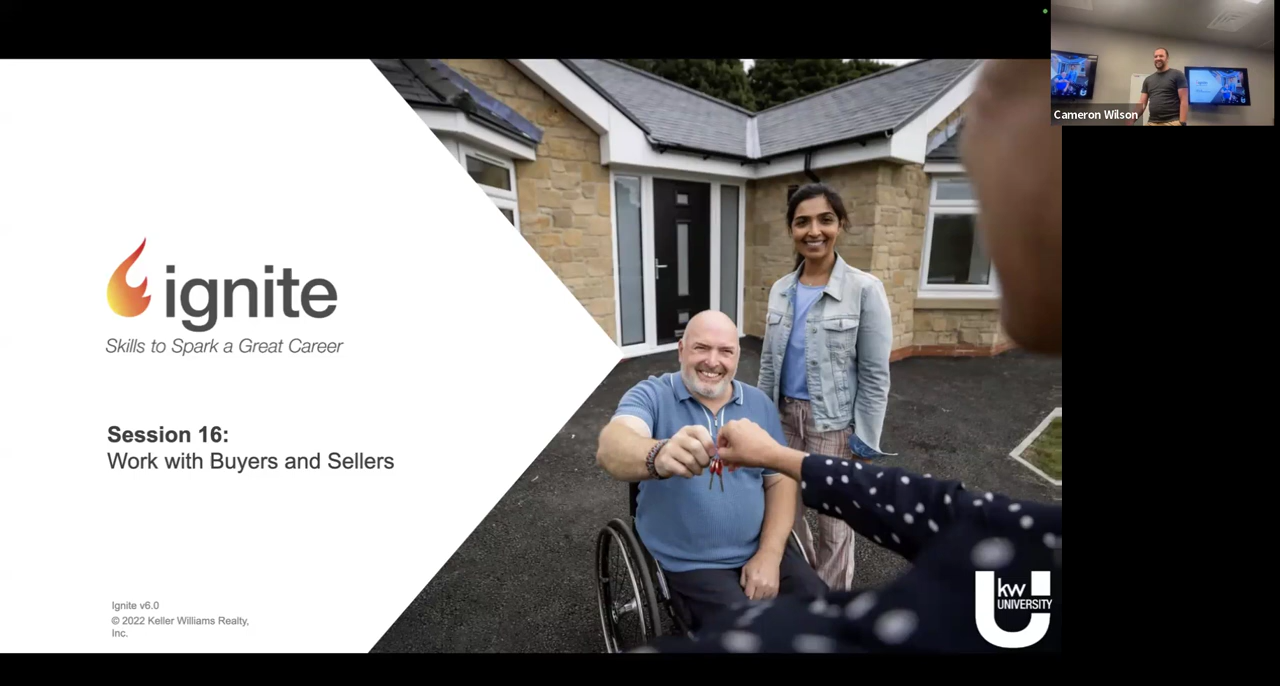 Cameron Wilson
ignite
Skills to Spark a Great Career
Session 16:
Work with Buyers and Sellers
Ignite v6.0
© 2022 Keller Williams Realty,
Inc.
kw
UNIVERSITY